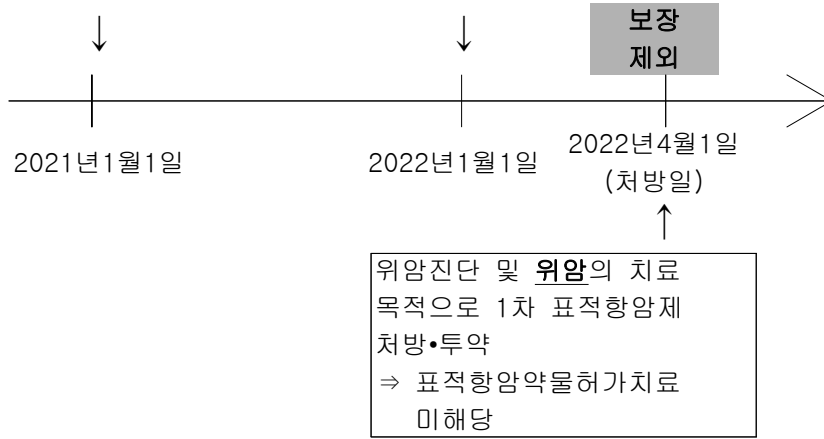 보장
제외
2021년1월1일
2022년1월1일
2022년4월1일
(처방일)
위암진단 및 위암의 치료
목적으로 1차 표적항암제
처방•투약
⇒ 표적항암약물허가치료
미해당